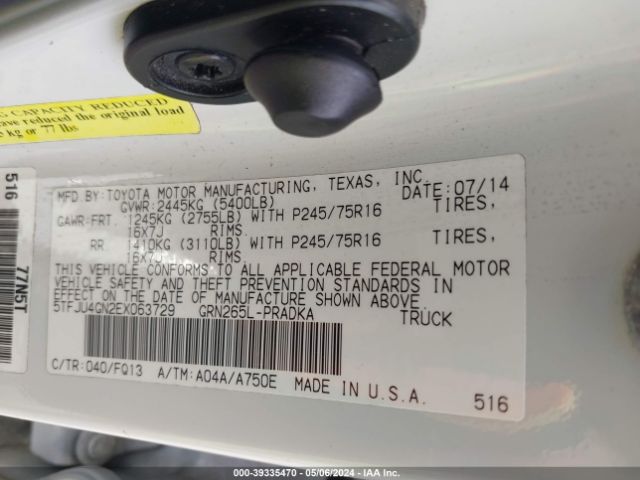 G CAPACITY REDUCED
ave reduced the original load
kg or 77 lbs
516
77N5T
MFD BY:TOYOTA MOTOR MANUFACTURING, TEXAS, INC.
DATE:07/14
GVWR:2445KG (5400LB)
GAWR:FRT. 1245KG (2755LB) WITH P245/75R16 TIRES,
16X7J RIMS.
RR 1410KG (3110LB) WITH P245/75R16 TIRES,
16X7J RIMS.
THIS VEHICLE CONFORMS TO ALL APPLICABLE FEDERAL MOTOR
VEHICLE SAFETY AND THEFT PREVENTION STANDARDS IN
EFFECT ON THE DATE OF MANUFACTURE SHOWN ABOVE.
5TFJU4GN2EX063729 GRN265L-PRADKA TRUCK
C/TR:040/FQ13 A/TM:A04A/A750E MADE IN U.S.A.
516
000-39335470 - 05/06/2024 - IAA Inc.